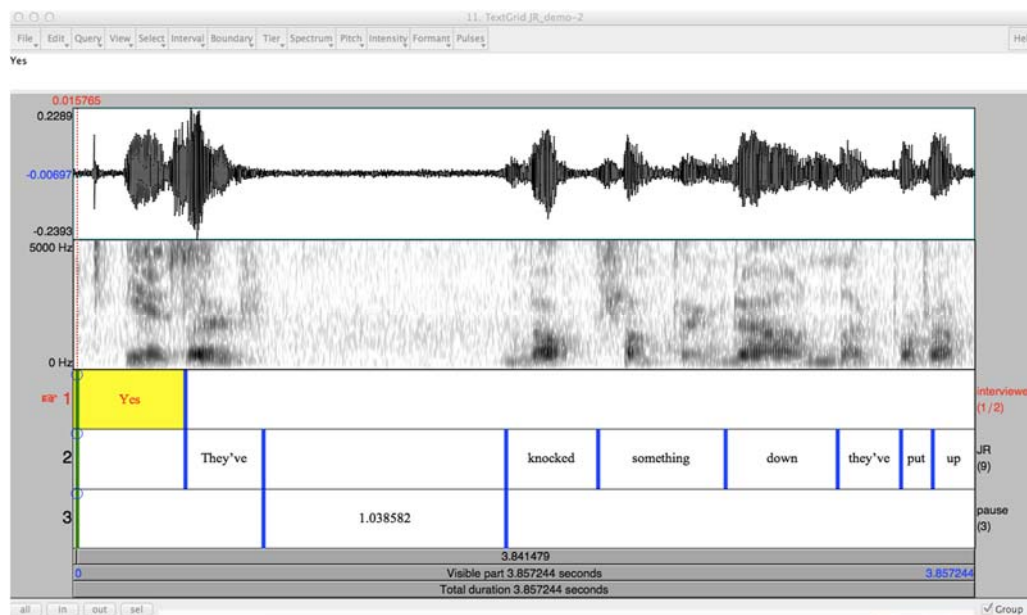 11. TextGrid JR_demo-2
File Edit Query View Select Interval Boundary Tier Spectrum Pitch Intensity Formant Pulses Hel
Yes
0.015765
0.2289
-0.00697
-0.2393
5000 Hz
0 Hz
1 Yes interviewe
(1/2)
2 They've knocked something down they've put up JR
(9)
3 1.038582 pause
(3)
3.841479
0 Visible part 3.857244 seconds 3.857244
Total duration 3.857244 seconds
all in out sel Group